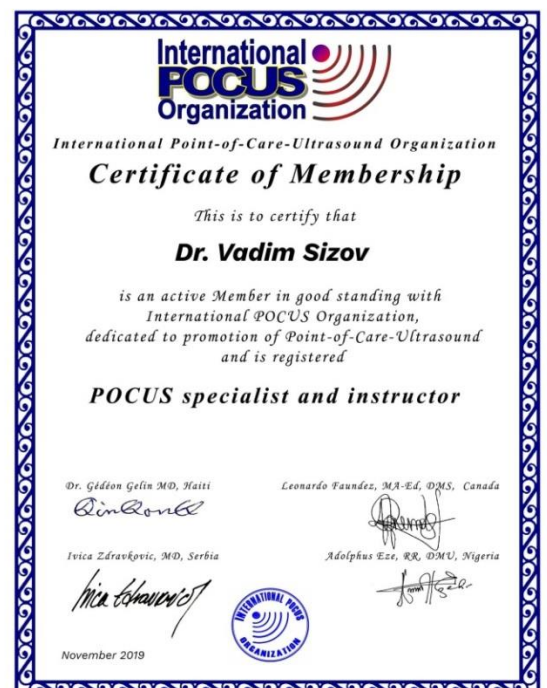 International
POCUS
Organization
International Point-of-Care-Ultrasound Organization
Certificate of Membership
This is to certify that
Dr. Vadim Sizov
is an active Member in good standing with
International POCUS Organization,
dedicated to promotion of Point-of-Care-Ultrasound
and is registered
POCUS specialist and instructor
Dr. Gédéon Gelin MD, Haiti
Leonardo Faundez, MA-Ed, DMS, Canada
Ivica Zdravkovic, MD, Serbia
Adolphus Eze, RR, DMU, Nigeria
INTERNATIONAL POCUS
ORGANIZATION
November 2019